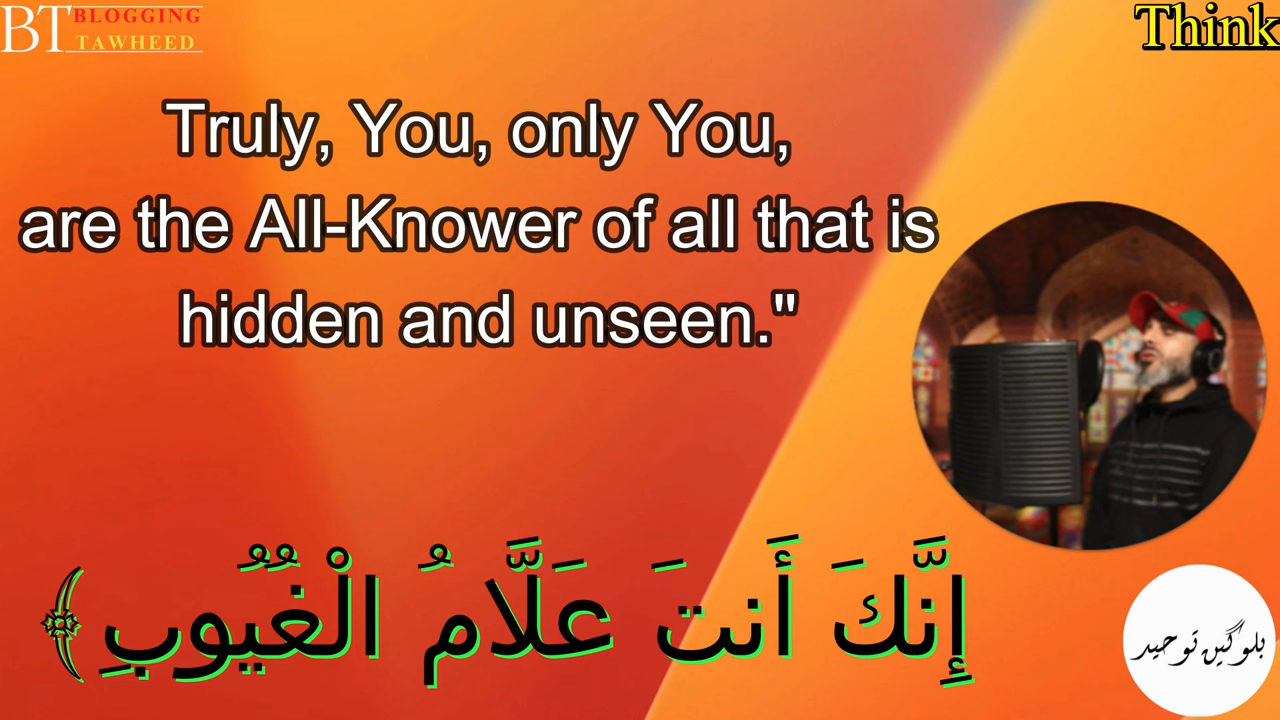 BT BLOGGING
TAWHEED
Think
Truly, You, only You,
are the All-Knower of all that is
hidden and unseen."
إِنَّكَ أَنتَ عَلَّامُ الْغُيُوبِ ﴾
بلوگین توحید